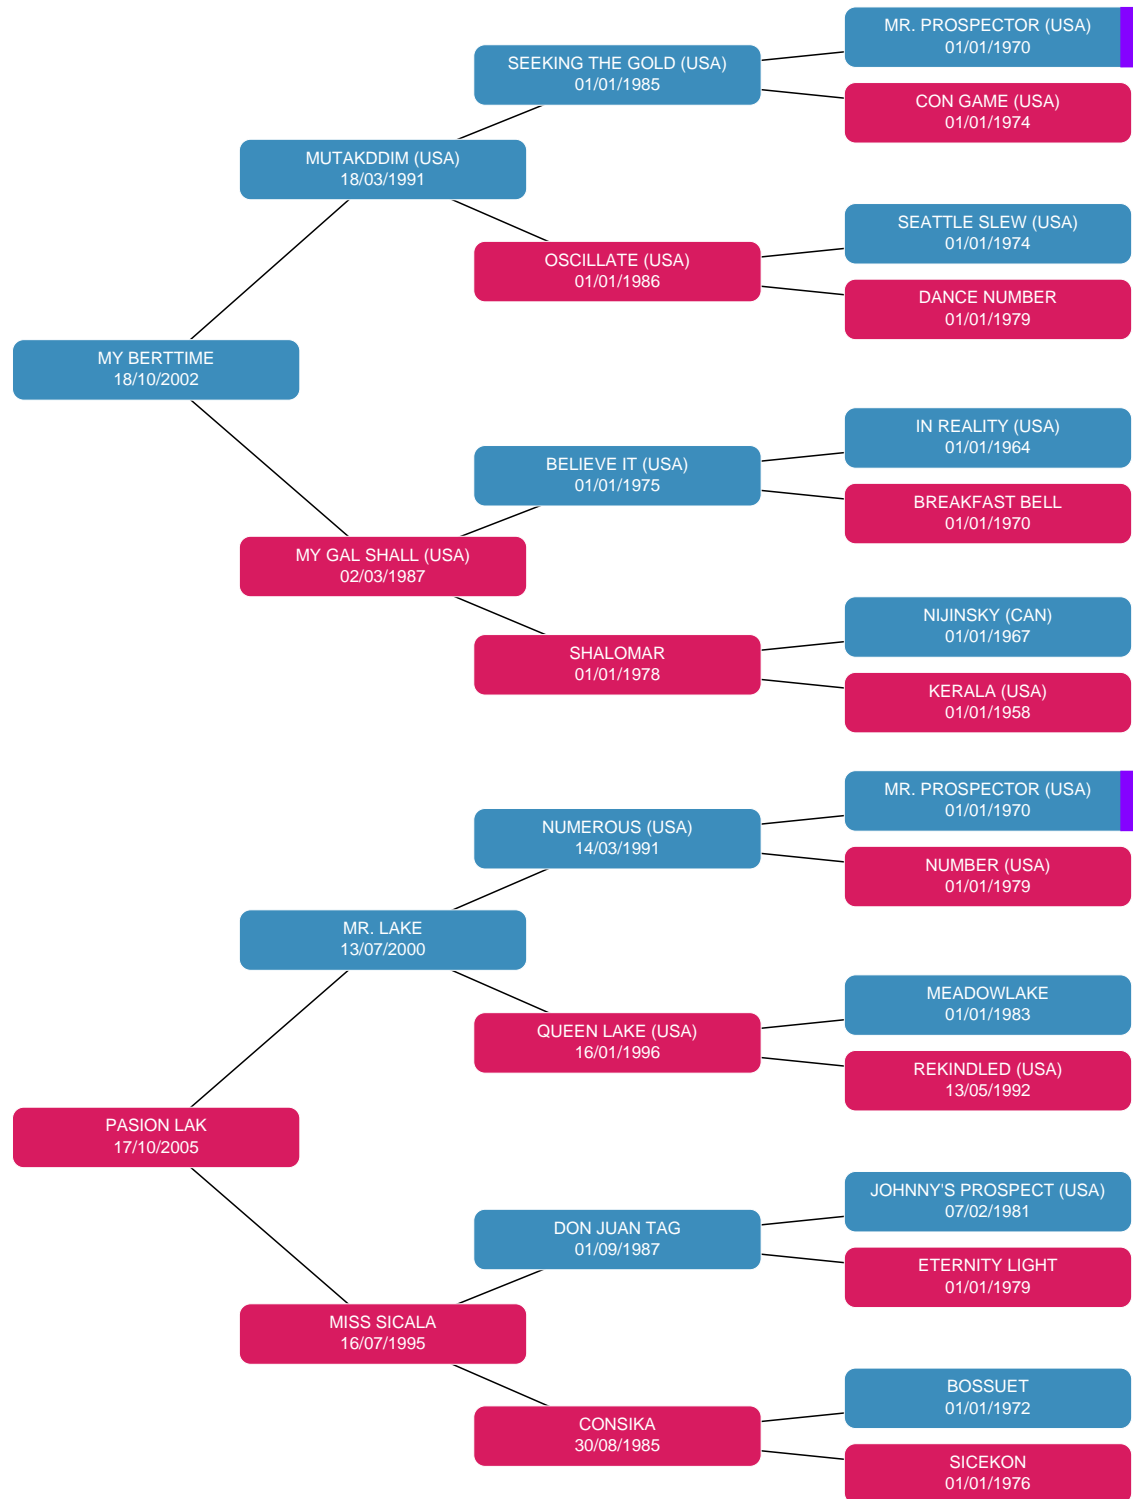 MR. PROSPECTOR (USA)
01/01/1970
SEEKING THE GOLD (USA)
01/01/1985
CON GAME (USA)
01/01/1974
MUTAKDDIM (USA)
18/03/1991
SEATTLE SLEW (USA)
01/01/1974
OSCILLATE (USA)
01/01/1986
DANCE NUMBER
01/01/1979
MY BERTTIME
18/10/2002
IN REALITY (USA)
01/01/1964
BELIEVE IT (USA)
01/01/1975
BREAKFAST BELL
01/01/1970
MY GAL SHALL (USA)
02/03/1987
NIJINSKY (CAN)
01/01/1967
SHALOMAR
01/01/1978
KERALA (USA)
01/01/1958
MR. PROSPECTOR (USA)
01/01/1970
NUMEROUS (USA)
14/03/1991
NUMBER (USA)
01/01/1979
MR. LAKE
13/07/2000
MEADOWLAKE
01/01/1983
QUEEN LAKE (USA)
16/01/1996
REKINDLED (USA)
13/05/1992
PASION LAK
17/10/2005
JOHNNY'S PROSPECT (USA)
07/02/1981
DON JUAN TAG
01/09/1987
ETERNITY LIGHT
01/01/1979
MISS SICALA
16/07/1995
BOSSUET
01/01/1972
CONSIKA
30/08/1985
SICEKON
01/01/1976